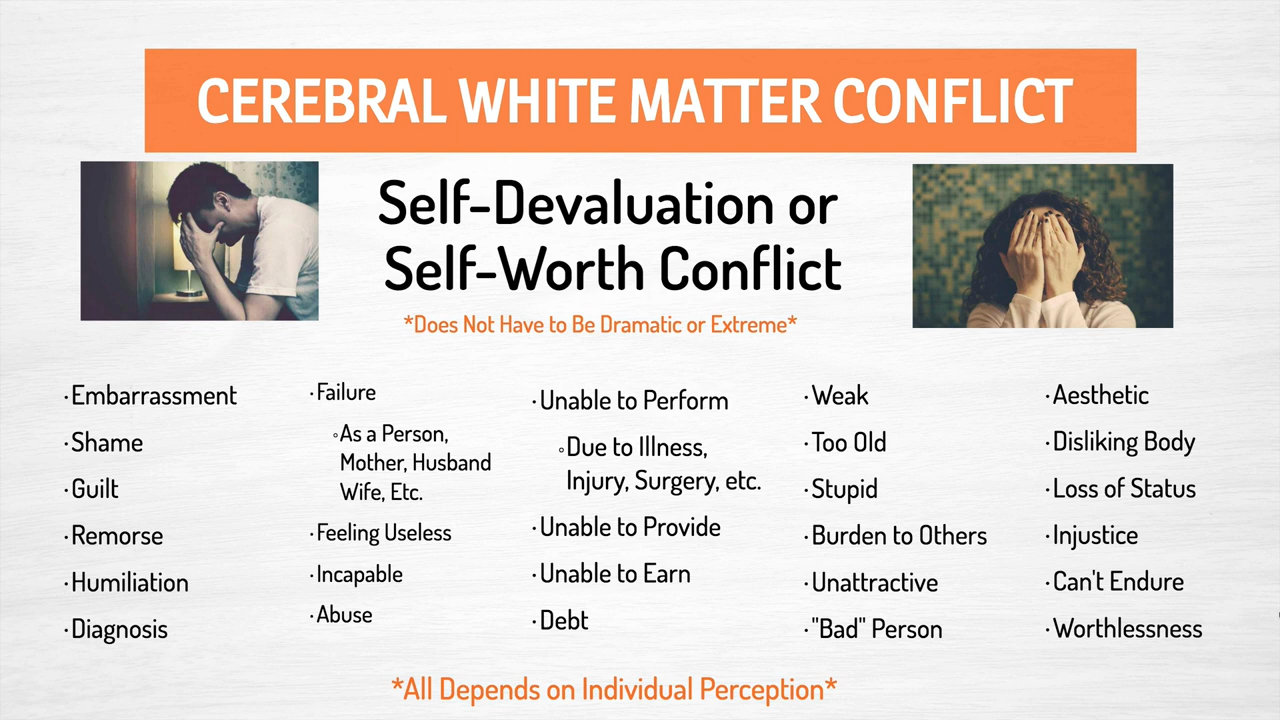 CEREBRAL WHITE MATTER CONFLICT
Self-Devaluation or
Self-Worth Conflict
*Does Not Have to Be Dramatic or Extreme*
·Embarrassment
·Shame
·Guilt
·Remorse
·Humiliation
·Diagnosis
·Failure
◦As a Person,
Mother, Husband
Wife, Etc.
·Feeling Useless
·Incapable
·Abuse
·Unable to Perform
◦Due to Illness,
Injury, Surgery, etc.
·Unable to Provide
·Unable to Earn
·Debt
·Weak
·Too Old
·Stupid
·Burden to Others
·Unattractive
·"Bad" Person
·Aesthetic
·Disliking Body
·Loss of Status
·Injustice
·Can't Endure
·Worthlessness
*All Depends on Individual Perception*